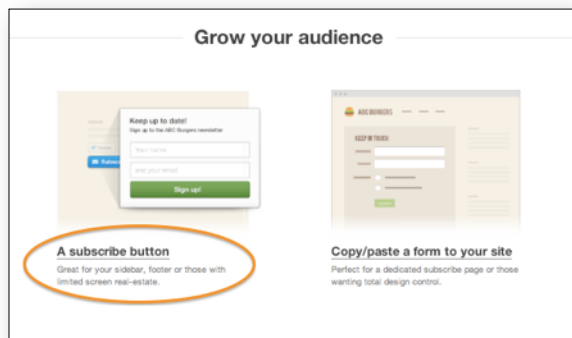 Grow your audience
Keep up to date!
Sign up to the ABC Burgers newsletter
Your name
and your email
Sign up!
ABC BURGERS
KEEP IN TOUCH
A subscribe button
Great for your sidebar, footer or those with
limited screen real-estate.
Copy/paste a form to your site
Perfect for a dedicated subscribe page or those
wanting total design control.